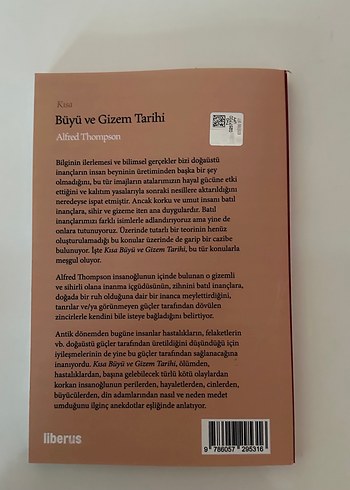 Kısa
Büyü ve Gizem Tarihi
Alfred Thompson
Bilginin ilerlemesi ve bilimsel gerçekler bizi doğaüstü
inançların insan beyninin üretiminden başka bir şey
olmadığını, bu tür imajların atalarımızın hayal gücüne etki
ettiğini ve kalıtım yasalarıyla sonraki nesillere aktarıldığını
neredeyse ispat etmiştir. Ancak korku ve umut insanı batıl
inançlara, sihir ve gizeme iten ana duygulardır. Batıl
inançlarımızı farklı isimlerle adlandırıyoruz ama yine de
onlara tutunuyoruz. Üzerinde tutarlı bir teorinin henüz
oluşturulamadığı bu konular üzerinde de garip bir cazibe
bulunuyor. İşte Kısa Büyü ve Gizem Tarihi, bu tür konularla
meşgul oluyor.
Alfred Thompson insanoğlunun içinde bulunan o gizemli
ve sihirli olana inanma içgüdüsünün, zihnini batıl inançlara,
doğada bir ruh olduğuna dair bir inanca meylettirdiğini,
tanrılar ve/ya görünmeyen güçler tarafından dövülen
zincirlerle kendini bile isteye bağladığını belirtiyor.
Antik dönemden bugüne insanlar hastalıkların, felaketlerin
vb. doğaüstü güçler tarafından üretildiğini düşündüğü için
iyileşmelerinin de yine bu güçler tarafından sağlanacağına
inanıyordu. Kısa Büyü ve Gizem Tarihi, ölümden,
hastalıklardan, başına gelebilecek türlü kötü olaylardan
korkan insanoğlunun perilerden, hayaletlerden, cinlerden,
büyücülerden, din adamlarından nasıl ve neden medet
umduğunu ilginç anekdotlar eşliğinde anlatıyor.
liberus
9 786057 295316